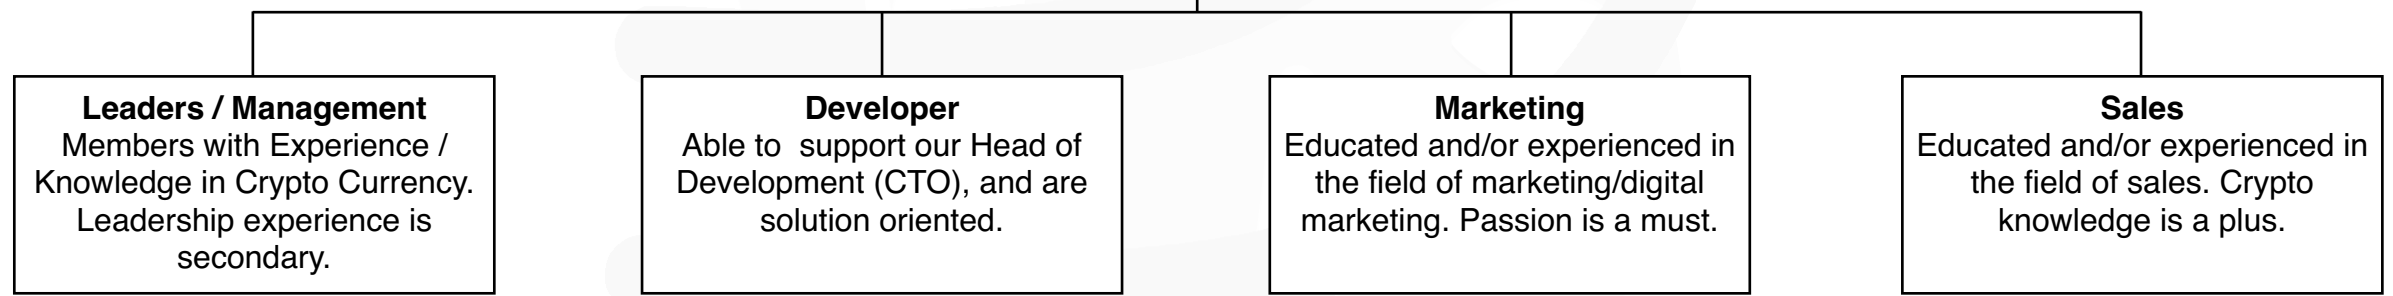 Leaders / Management
Members with Experience /
Knowledge in Crypto Currency.
Leadership experience is
secondary.
Developer
Able to  support our Head of
Development (CTO), and are
solution oriented.
Marketing
Educated and/or experienced in
the field of marketing/digital
marketing. Passion is a must.
Sales
Educated and/or experienced in
the field of sales. Crypto
knowledge is a plus.